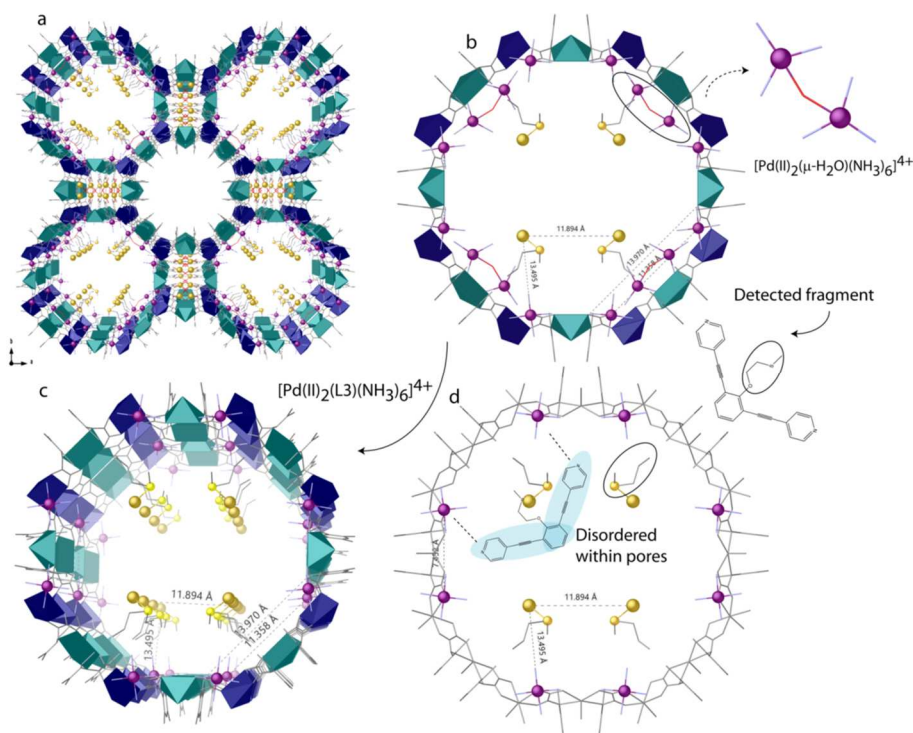 a
b
[Pd(II)₂(μ-H₂O)(NH₃)₆]⁴⁺
11.894 Å
13.495 Å
13.970 Å
11.358 Å
Detected fragment
c
[Pd(II)₂(L3)(NH₃)₆]⁴⁺
11.894 Å
13.495 Å
13.970 Å
11.358 Å
d
Disordered
within pores
11.894 Å
13.495 Å